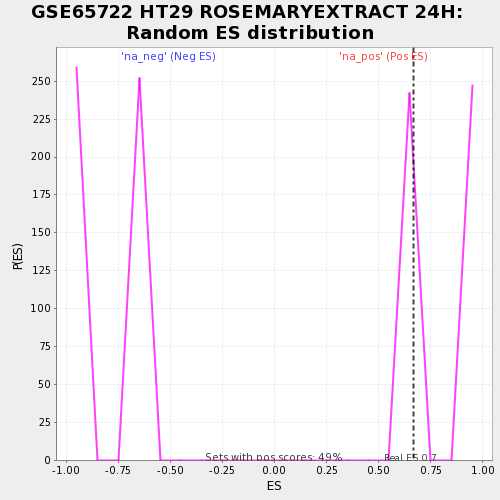 GSE65722 HT29 ROSEMARYEXTRACT 24H:
Random ES distribution
'na_neg' (Neg ES) 'na_pos' (Pos ES)
P(ES)
250
225
200
175
150
125
100
75
50
25
0
Sets with pos scores: 49% Real ES 0.7
-1.00 -0.75 -0.50 -0.25 0.00 0.25 0.50 0.75 1.00
ES